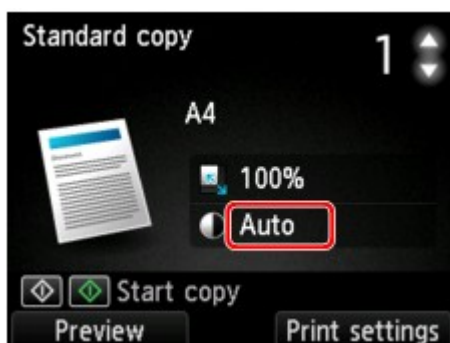 Standard copy
1
A4
100%
Auto
Start copy
Preview
Print settings